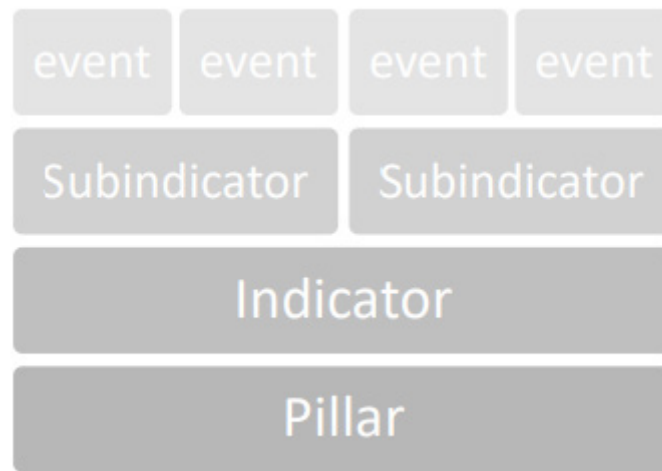 event event event event
Subindicator Subindicator
Indicator
Pillar